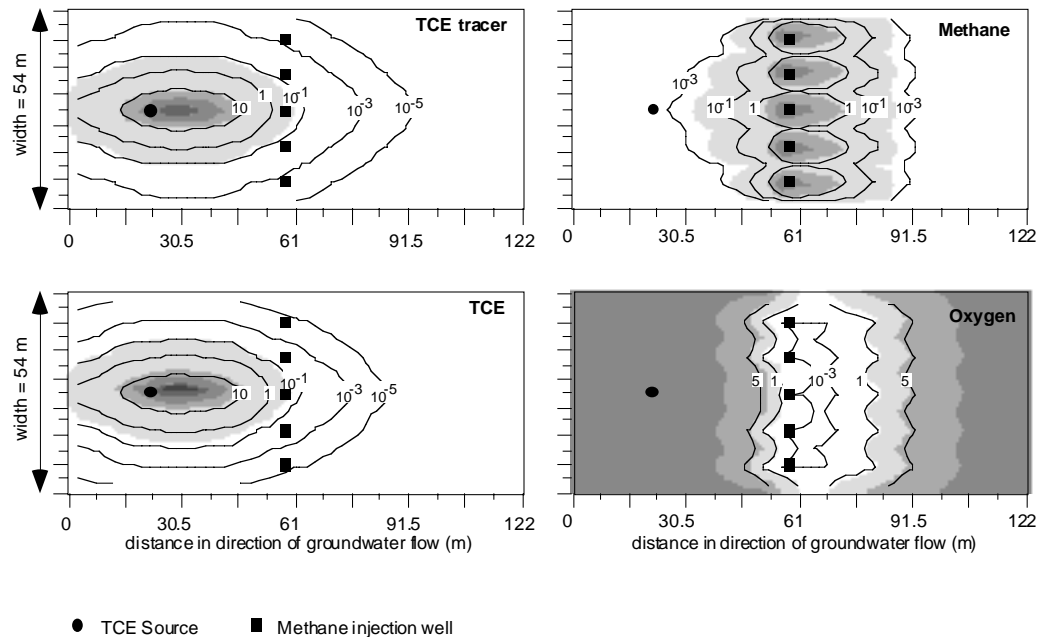 TCE tracer
width = 54 m
10 1 10-1 10-3 10-5
0 30.5 61 91.5 122
Methane
10-3 10-1 1 1 10-1 10-3
0 30.5 61 91.5 122
TCE
width = 54 m
10 1 10-1 10-3 10-5
0 30.5 61 91.5 122
distance in direction of groundwater flow (m)
Oxygen
5 1 10-3 1 5
0 30.5 61 91.5 122
distance in direction of groundwater flow (m)
TCE Source
Methane injection well